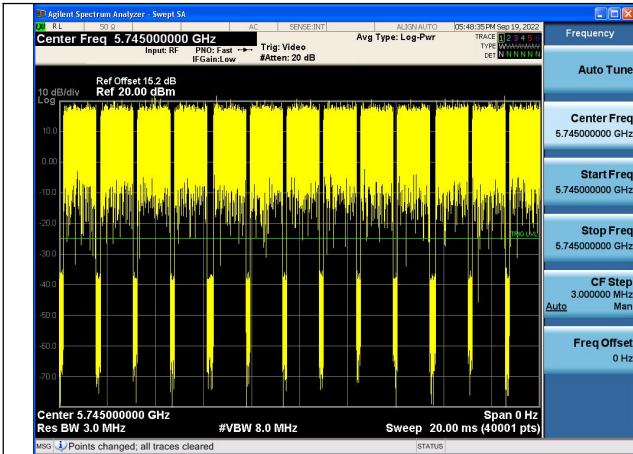 Agilent Spectrum Analyzer - Swept SA
RL 50 Ω AC SENSE:INT ALIGNAUTO 05:48:35 PM Sep 19, 2022
Center Freq 5.745000000 GHz
Input: RF PNO: Fast Trig: Video Avg Type: Log-Pwr TRACE 1 2 3 4 5 6
IFGain:Low #Atten: 20 dB TYPE
DET N N N N N N
Ref Offset 15.2 dB
10 dB/div Ref 20.00 dBm
Log
10.0
0.00
-10.0
-20.0
TRIG LVL
-30.0
-40.0
-50.0
-60.0
-70.0
Center 5.745000000 GHz Span 0 Hz
Res BW 3.0 MHz #VBW 8.0 MHz Sweep 20.00 ms (40001 pts)
MSG Points changed; all traces cleared STATUS
Frequency
Auto Tune
Center Freq
5.745000000 GHz
Start Freq
5.745000000 GHz
Stop Freq
5.745000000 GHz
CF Step
3.000000 MHz
Auto Man
Freq Offset
0 Hz